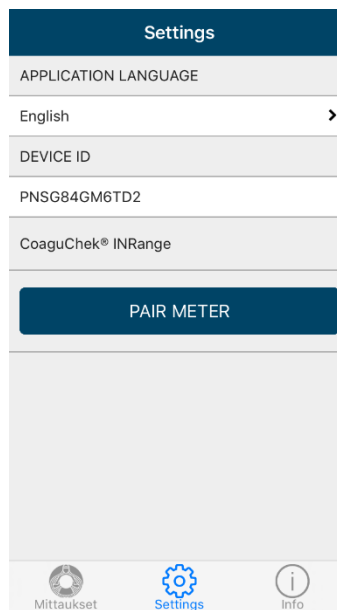 Settings
APPLICATION LANGUAGE
English
DEVICE ID
PNSG84GM6TD2
CoaguChek® INRange
PAIR METER
Mittaukset
Settings
Info